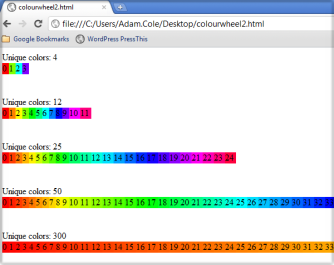 colourwheel2.html
file:///C:/Users/Adam.Cole/Desktop/colourwheel2.html
Google Bookmarks WordPress PressThis
Unique colors: 4
0 1 2 3
Unique colors: 12
0 1 2 3 4 5 6 7 8 9 10 11
Unique colors: 25
0 1 2 3 4 5 6 7 8 9 10 11 12 13 14 15 16 17 18 19 20 21 22 23 24
Unique colors: 50
0 1 2 3 4 5 6 7 8 9 10 11 12 13 14 15 16 17 18 19 20 21 22 23 24 25 26 27 28 29 30 31 32 33
Unique colors: 300
0 1 2 3 4 5 6 7 8 9 10 11 12 13 14 15 16 17 18 19 20 21 22 23 24 25 26 27 28 29 30 31 32 33